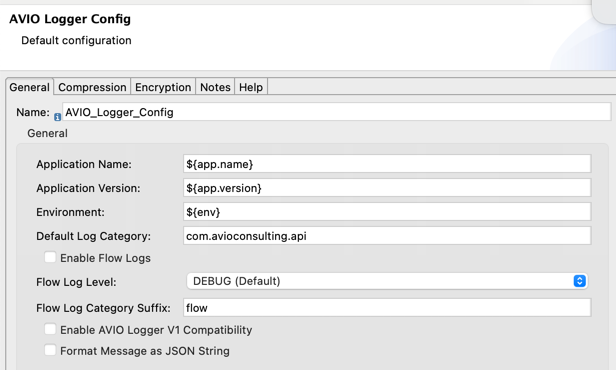 AVIO Logger Config
Default configuration
General Compression Encryption Notes Help
Name: AVIO_Logger_Config
General
Application Name: ${app.name}
Application Version: ${app.version}
Environment: ${env}
Default Log Category: com.avioconsulting.api
Enable Flow Logs
Flow Log Level: DEBUG (Default)
Flow Log Category Suffix: flow
Enable AVIO Logger V1 Compatibility
Format Message as JSON String